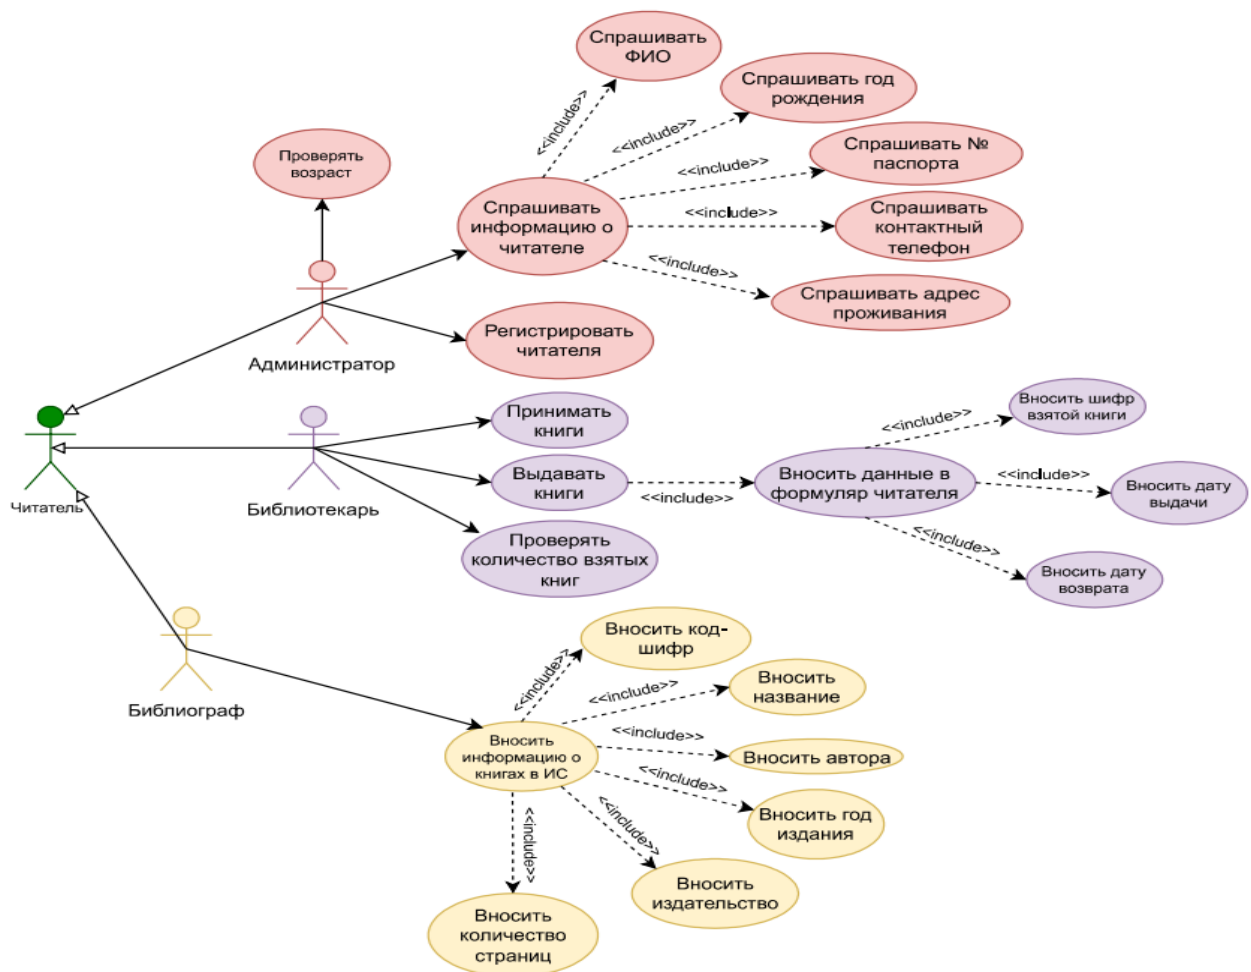 Спрашивать
ФИО
Спрашивать год
рождения
Спрашивать №
паспорта
Спрашивать
контактный
телефон
Спрашивать адрес
проживания
<<include>>
<<include>>
<<include>>
<<include>>
<<include>>
Проверять
возраст
Спрашивать
информацию о
читателе
Регистрировать
читателя
Администратор
Читатель
Принимать
книги
Выдавать
книги
Проверять
количество взятых
книг
Библиотекарь
<<include>>
Вносить данные в
формуляр читателя
<<include>>
<<include>>
<<include>>
Вносить шифр
взятой книги
Вносить дату
выдачи
Вносить дату
возврата
Библиограф
Вносить
информацию о
книгах в ИС
<<include>>
<<include>>
<<include>>
<<include>>
<<include>>
<<include>>
Вносить код-
шифр
Вносить
название
Вносить автора
Вносить год
издания
Вносить
издательство
Вносить
количество
страниц